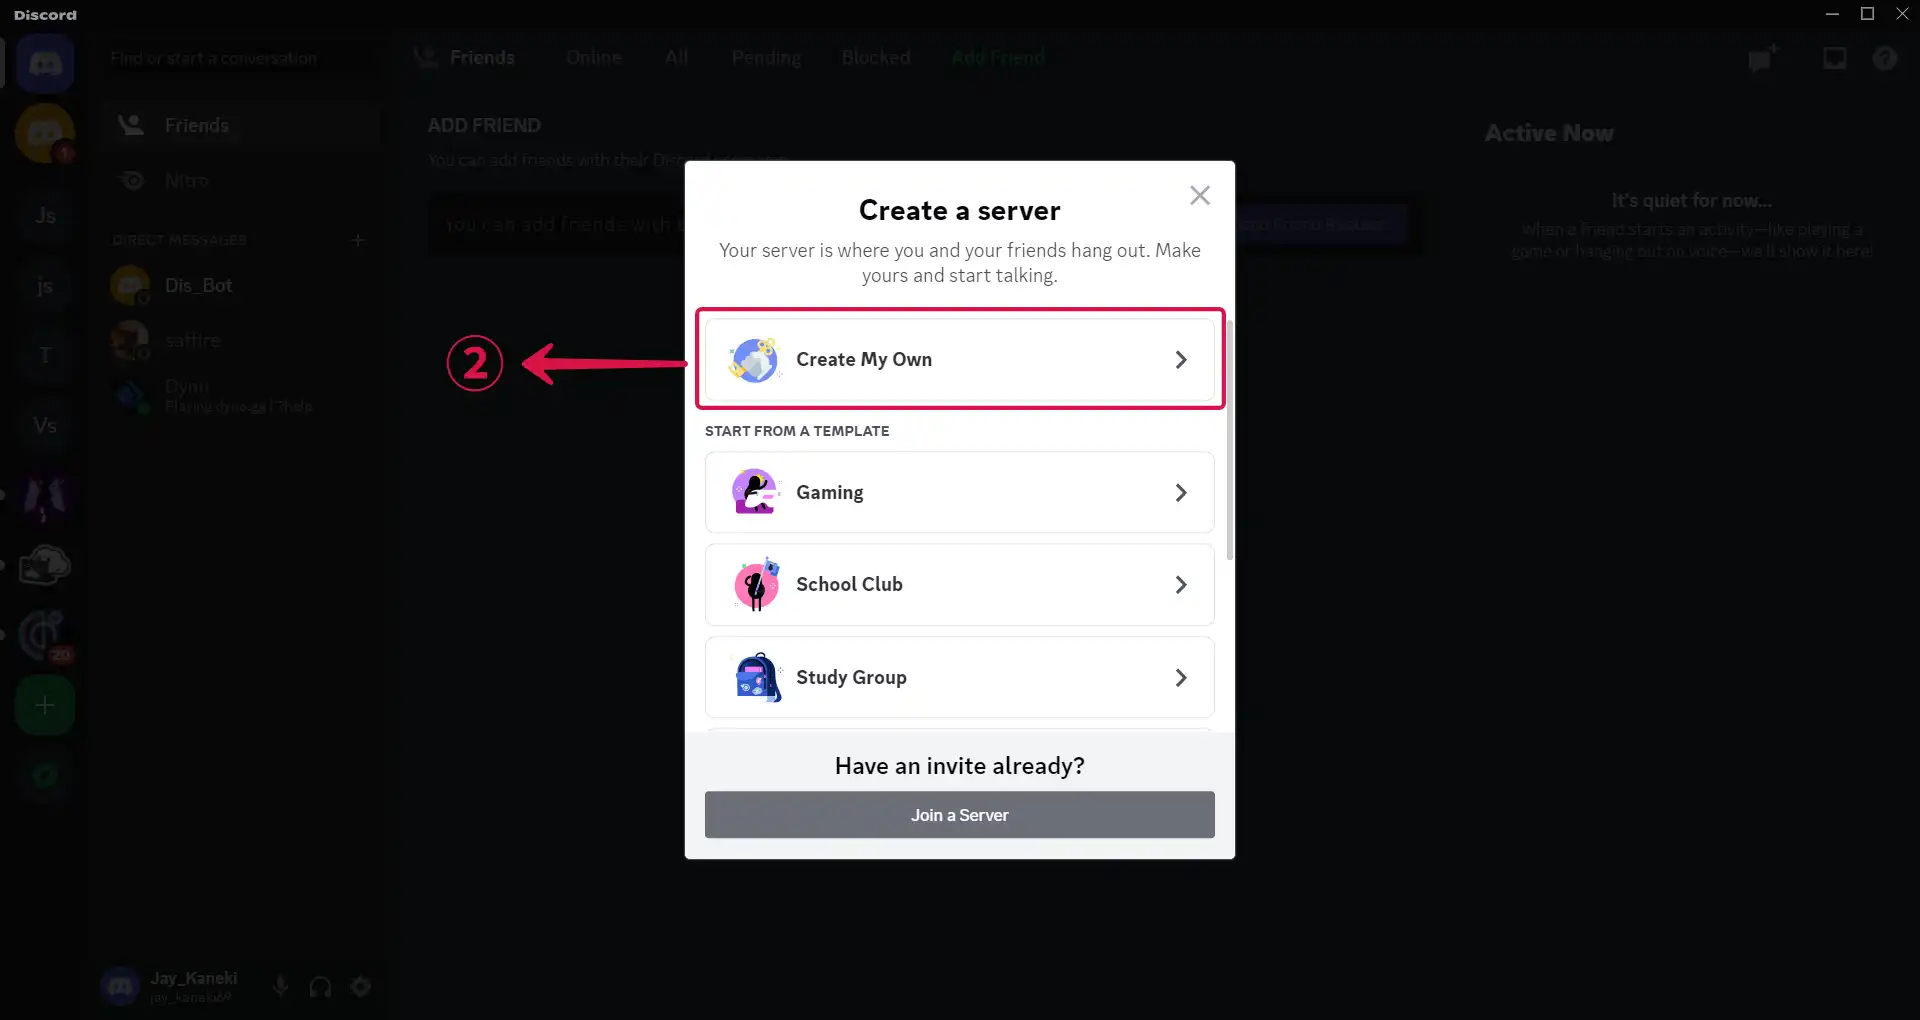 Discord
Find or start a conversation
Friends
Online
All
Pending
Blocked
Add Friend
1
Friends
Nitro
Js
js
T
Vs
20
DIRECT MESSAGES
Dis_Bot
saffire
Dyno
Playing dyno.gg | ?help
Jay_Kaneki
jay_kaneki69
ADD FRIEND
You can add friends with their Discord
You can add friends with
Create a server
Your server is where you and your friends hang out. Make
yours and start talking.
2
Create My Own
START FROM A TEMPLATE
Gaming
School Club
Study Group
Have an invite already?
Join a Server
Friend Request
Active Now
It's quiet for now...
When a friend starts an activity—like playing a
game or hanging out on voice—we'll show it here!